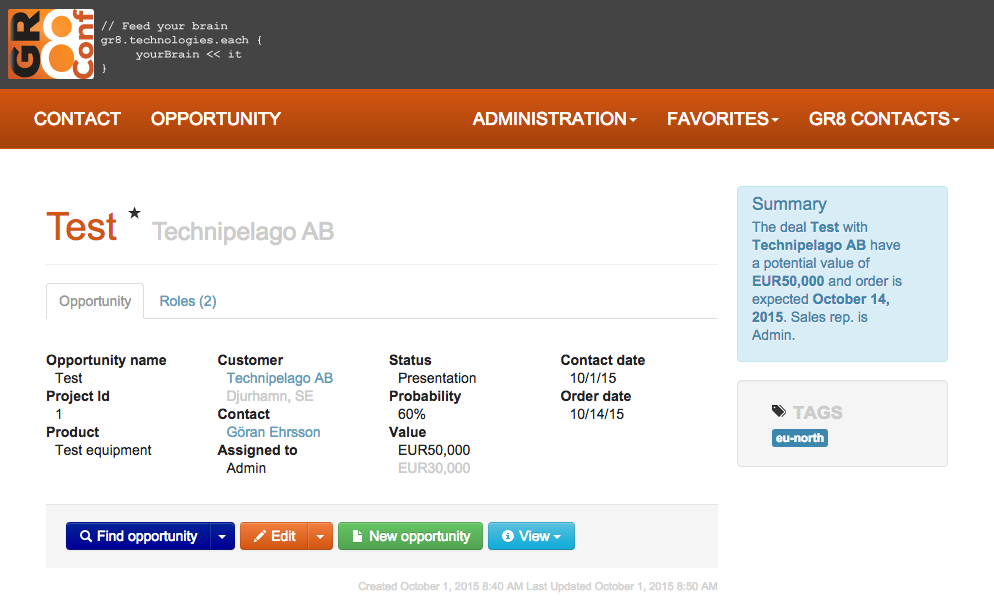 GR8 Conf
// Feed your brain
gr8.technologies.each {
yourBrain << it
}
CONTACT OPPORTUNITY ADMINISTRATION FAVORITES GR8 CONTACTS
Test ★ Technipelago AB
Opportunity Roles (2)
Opportunity name
Test
Project Id
1
Product
Test equipment
Customer
Technipelago AB
Djurhamn, SE
Contact
Göran Ehrsson
Assigned to
Admin
Status
Presentation
Probability
60%
Value
EUR50,000
EUR30,000
Contact date
10/1/15
Order date
10/14/15
Find opportunity Edit New opportunity View
Created October 1, 2015 8:40 AM Last Updated October 1, 2015 8:50 AM
Summary
The deal Test with
Technipelago AB have
a potential value of
EUR50,000 and order is
expected October 14,
2015. Sales rep. is
Admin.
TAGS
eu-north